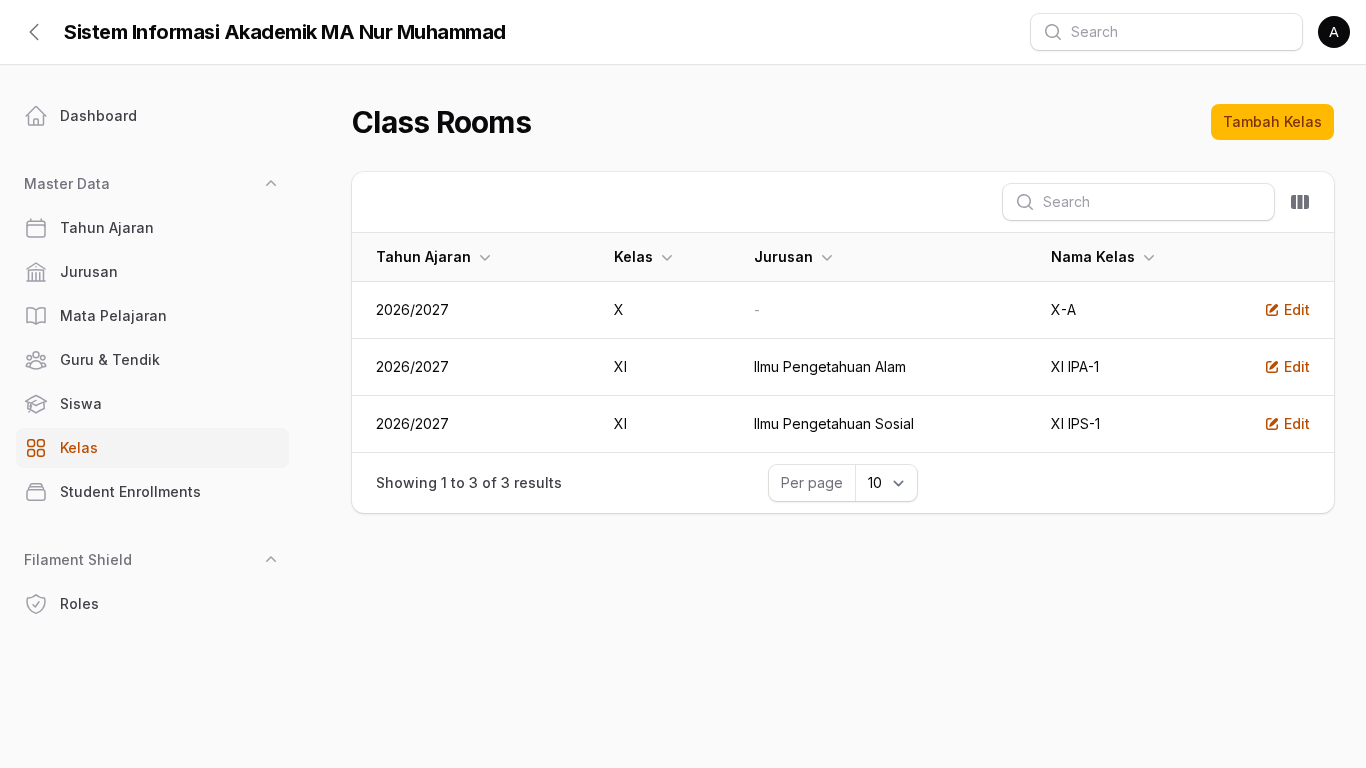 Sistem Informasi Akademik MA Nur Muhammad
Search
A
Dashboard
Master Data
Tahun Ajaran
Jurusan
Mata Pelajaran
Guru & Tendik
Siswa
Kelas
Student Enrollments
Filament Shield
Roles
Class Rooms
Tambah Kelas
Search
Tahun Ajaran Kelas Jurusan Nama Kelas
2026/2027 X - X-A Edit
2026/2027 XI Ilmu Pengetahuan Alam XI IPA-1 Edit
2026/2027 XI Ilmu Pengetahuan Sosial XI IPS-1 Edit
Showing 1 to 3 of 3 results Per page 10